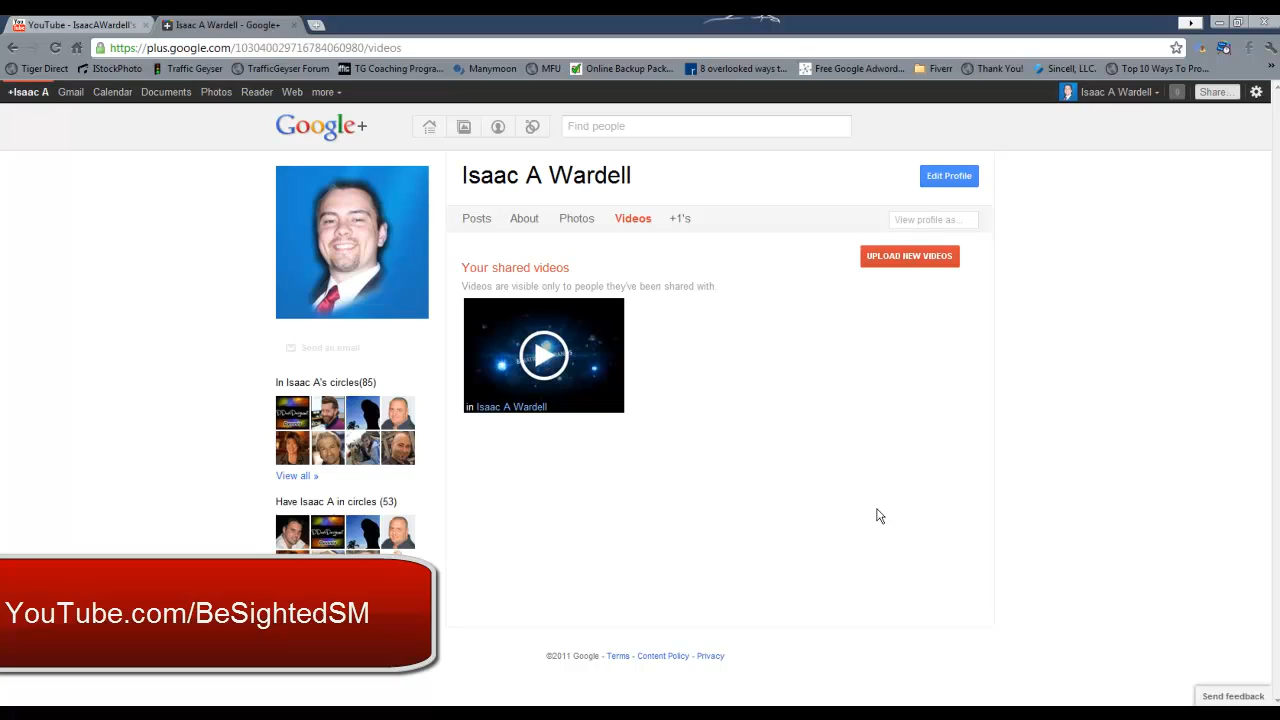 YouTube - IsaacAWardell's
Isaac A Wardell - Google+
https://plus.google.com/103040029716784060980/videos
Tiger Direct
IStockPhoto
Traffic Geyser
TrafficGeyser Forum
TG Coaching Progra...
Manymoon
MFU
Online Backup Pack...
8 overlooked ways t...
Free Google Adword...
Fiverr
Thank You!
Sincell, LLC.
Top 10 Ways To Pro...
+Isaac A Gmail Calendar Documents Photos Reader Web more
Isaac A Wardell 0 Share...
Google+
Find people
Isaac A Wardell
Edit Profile
Posts About Photos Videos +1's
View profile as...
UPLOAD NEW VIDEOS
Your shared videos
Videos are visible only to people they've been shared with.
in Isaac A Wardell
Send an email
In Isaac A's circles(85)
View all »
Have Isaac A in circles (53)
YouTube.com/BeSightedSM
©2011 Google - Terms - Content Policy - Privacy
Send feedback